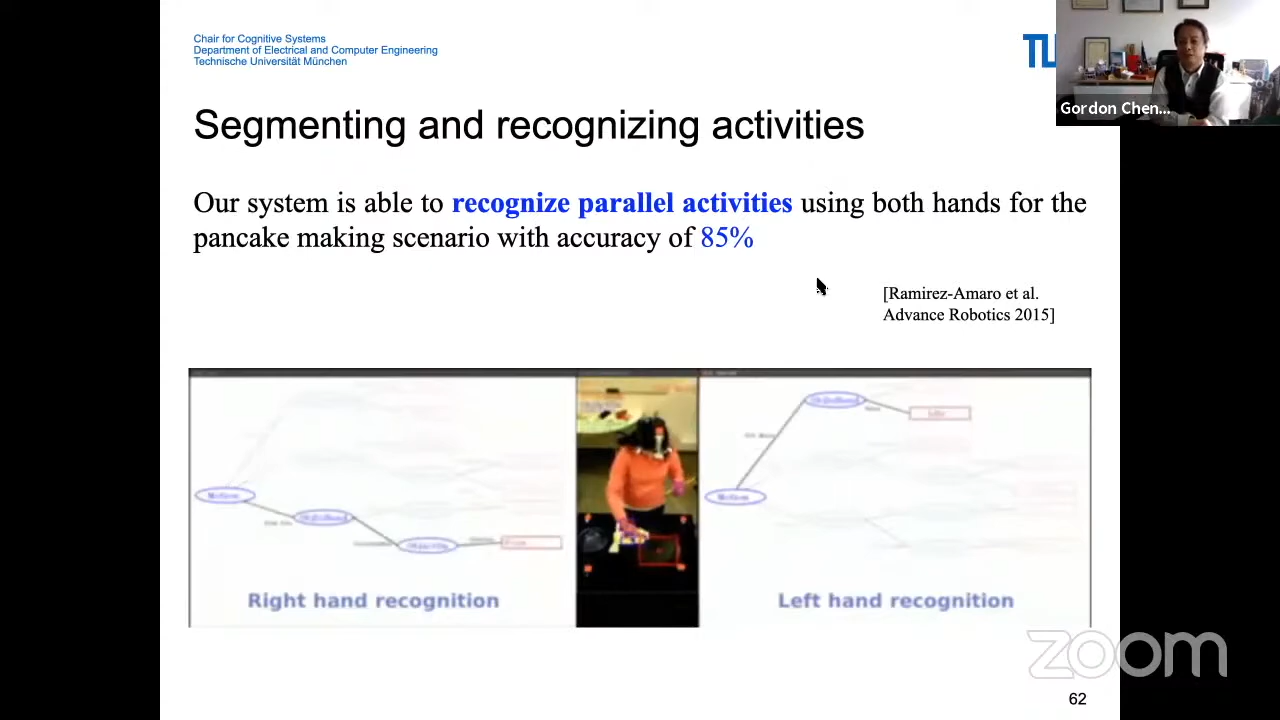 Chair for Cognitive Systems
Department of Electrical and Computer Engineering
Technische Universität München
Gordon Chen...
Segmenting and recognizing activities
Our system is able to recognize parallel activities using both hands for the
pancake making scenario with accuracy of 85%
[Ramirez-Amaro et al.
Advance Robotics 2015]
Right hand recognition
Left hand recognition
zoom
62